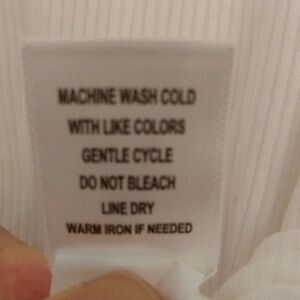 MACHINE WASH COLD
WITH LIKE COLORS
GENTLE CYCLE
DO NOT BLEACH
LINE DRY
WARM IRON IF NEEDED